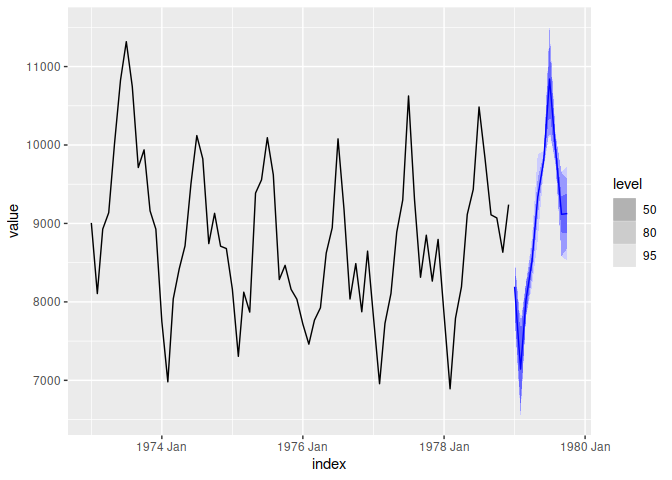 value
11000
10000
9000
8000
7000
1974 Jan
1976 Jan
1978 Jan
1980 Jan
index
level
50
80
95